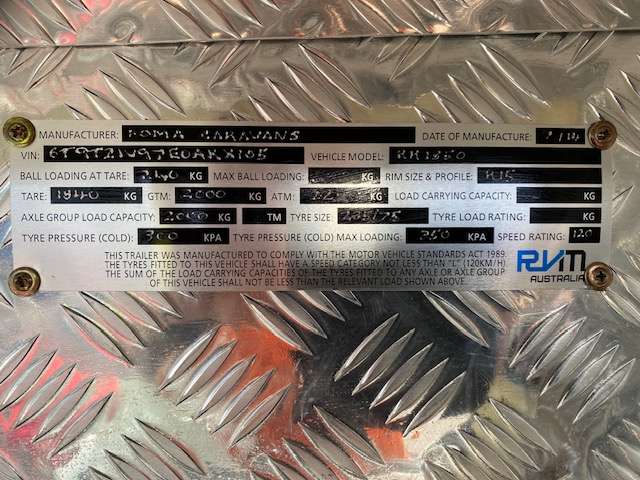 MANUFACTURER: ROMA CARAVANS DATE OF MANUFACTURE: 2/14
VIN: VEHICLE MODEL:
BALL LOADING AT TARE: 240 KG MAX BALL LOADING: KG RIM SIZE & PROFILE: R15
TARE: 1840 KG GTM: 2000 KG ATM: KG LOAD CARRYING CAPACITY: KG
AXLE GROUP LOAD CAPACITY: 2000 KG TM TYRE SIZE: TYRE LOAD RATING: KG
TYRE PRESSURE (COLD): 300 KPA TYRE PRESSURE (COLD) MAX LOADING: 350 KPA SPEED RATING: 120
THIS TRAILER WAS MANUFACTURED TO COMPLY WITH THE MOTOR VEHICLE STANDARDS ACT 1989.
THE TYRES FITTED TO THIS VEHICLE SHALL HAVE A SPEED CATEGORY NOT LESS THAN "L" (120KM/H)
THE SUM OF THE LOAD CARRYING CAPACITIES OF THE TYRES FITTED TO ANY AXLE OR AXLE GROUP
OF THIS VEHICLE SHALL NOT BE LESS THAN THE RELEVANT LOAD SHOWN ABOVE.
RVM
AUSTRALIA